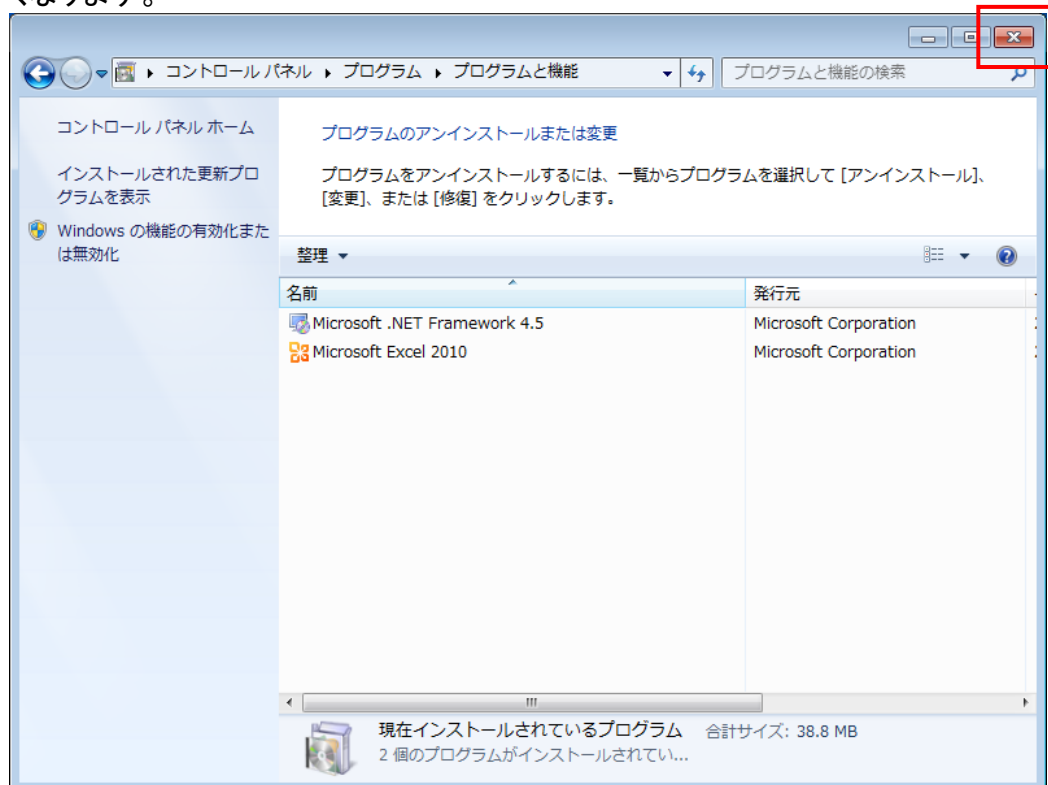 くなります。
コントロール パネル ▸ プログラム ▸ プログラムと機能
プログラムと機能の検索
コントロール パネル ホーム
インストールされた更新プロ
グラムを表示
Windows の機能の有効化また
は無効化
プログラムのアンインストールまたは変更
プログラムをアンインストールするには、一覧からプログラムを選択して [アンインストール]、
[変更]、または [修復] をクリックします。
整理
名前 発行元
Microsoft .NET Framework 4.5 Microsoft Corporation
Microsoft Excel 2010 Microsoft Corporation
現在インストールされているプログラム 合計サイズ: 38.8 MB
2 個のプログラムがインストールされてい...